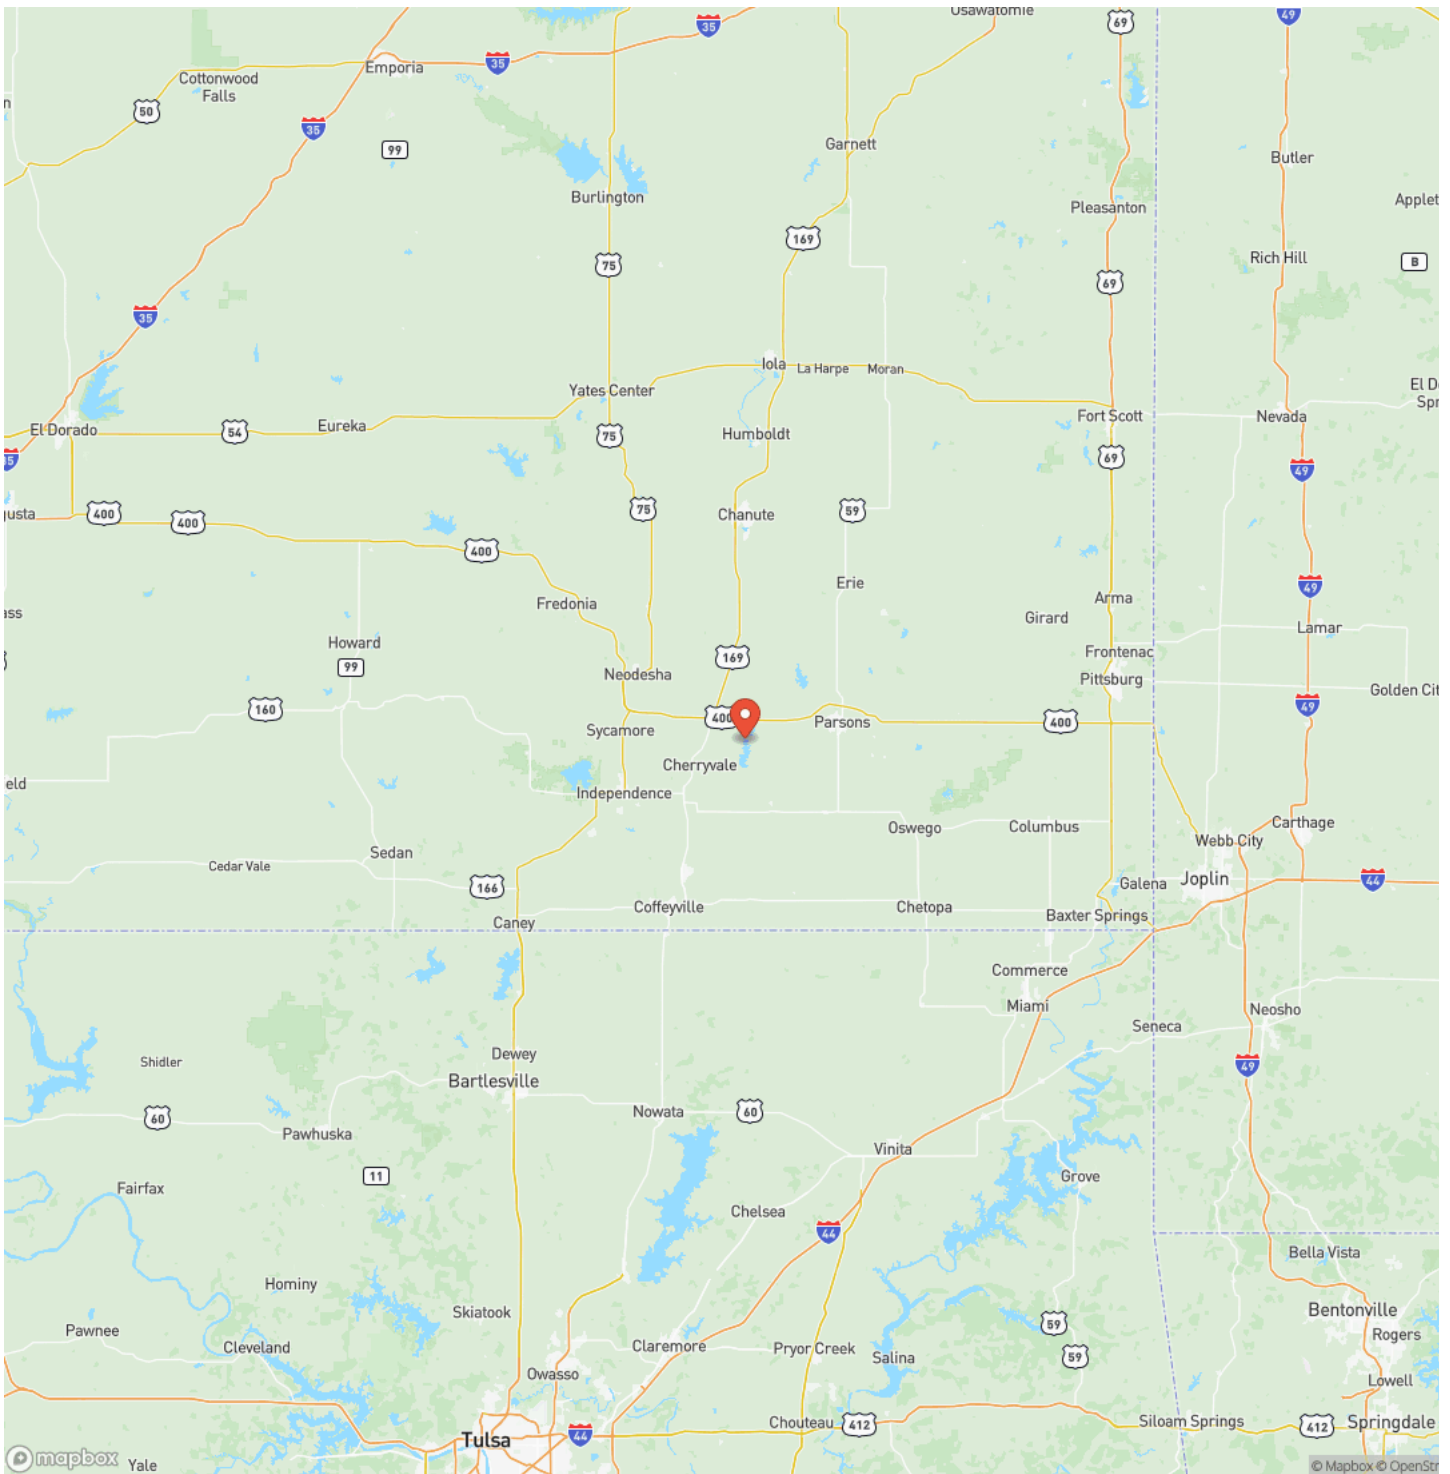 Osawatomie
49
35
69
Emporia
35
Cottonwood
Falls
50
35
99
Garnett
Butler
Burlington
Pleasanton
Applet
169
Rich Hill
B
75
69
35
Iola
La Harpe
Moran
Yates Center
El D
Spr
Fort Scott
Nevada
El Dorado
54
Eureka
75
Humboldt
69
49
35
400
400
75
Chanute
59
gusta
400
Erie
49
Fredonia
Arma
Girard
Lamar
ass
Howard
99
169
Frontenac
Neodesha
Pittsburg
Golden Cit
160
49
400
Parsons
400
Sycamore
Cherryvale
eld
Independence
Oswego
Columbus
Carthage
Webb City
Sedan
Cedar Vale
166
Galena
Joplin
44
Coffeyville
Chetopa
Baxter Springs
Caney
Commerce
Miami
Neosho
Seneca
Shidler
Dewey
49
Bartlesville
60
Nowata
60
Pawhuska
Vinita
11
Grove
Fairfax
Chelsea
44
Bella Vista
Hominy
Skiatook
59
Bentonville
Pawnee
Rogers
Cleveland
Claremore
Pryor Creek
Salina
59
Owasso
Lowell
Chouteau
412
Siloam Springs
412
Springdale
Tulsa
44
mapbox
Yale
© Mapbox © OpenStr